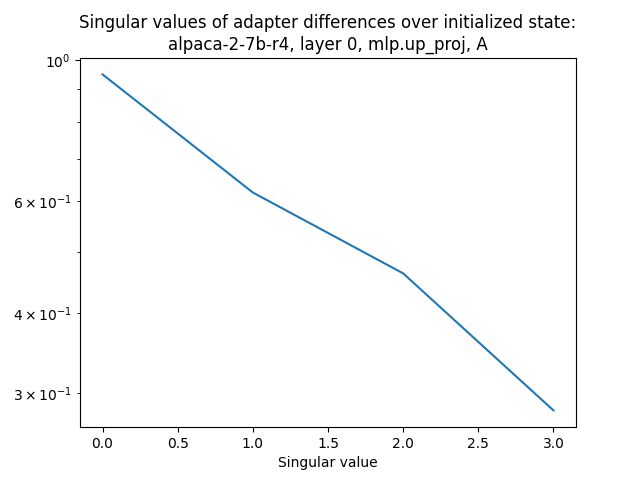 Singular values of adapter differences over initialized state:
alpaca-2-7b-r4, layer 0, mlp.up_proj, A
10⁰
6 × 10⁻¹
4 × 10⁻¹
3 × 10⁻¹
0.0 0.5 1.0 1.5 2.0 2.5 3.0
Singular value